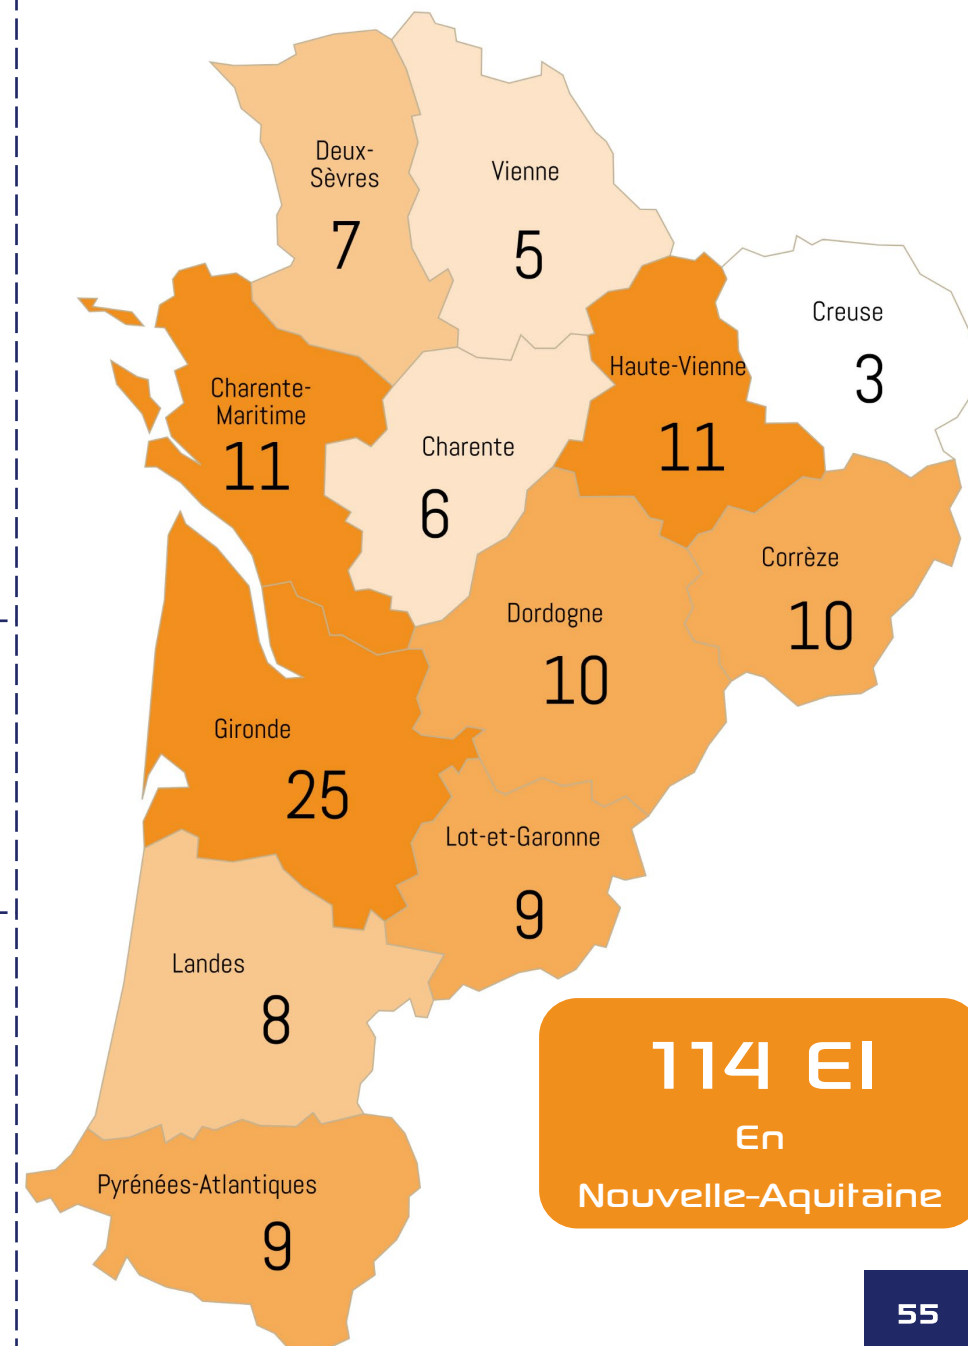 Deux-
Sèvres
7
Vienne
5
Creuse
3
Haute-Vienne
11
Charente-
Maritime
11
Charente
6
Corrèze
10
Dordogne
10
Gironde
25
Lot-et-Garonne
9
Landes
8
Pyrénées-Atlantiques
9
114 EI
En
Nouvelle-Aquitaine
55